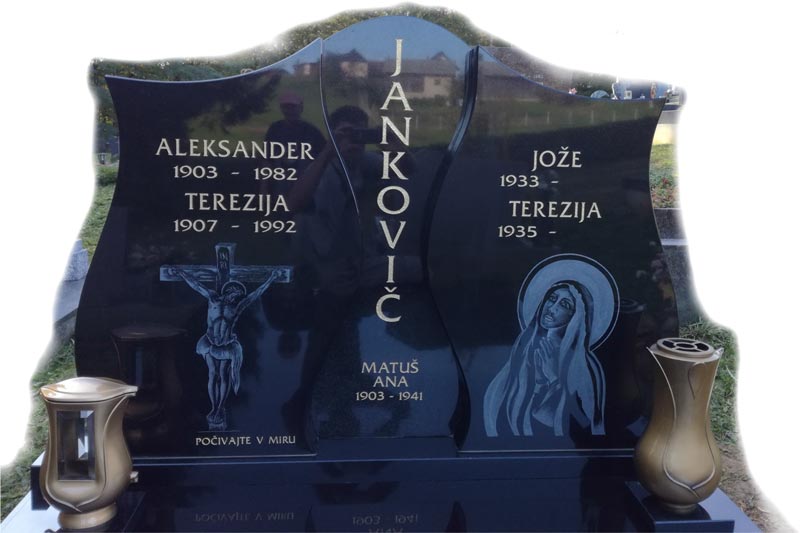 JANKOVIČ
ALEKSANDER
1903 - 1982
TEREZIJA
1907 - 1992
POČIVAJTE V MIRU
MATUŠ
ANA
1903 - 1941
JOŽE
1933 -
TEREZIJA
1935 -